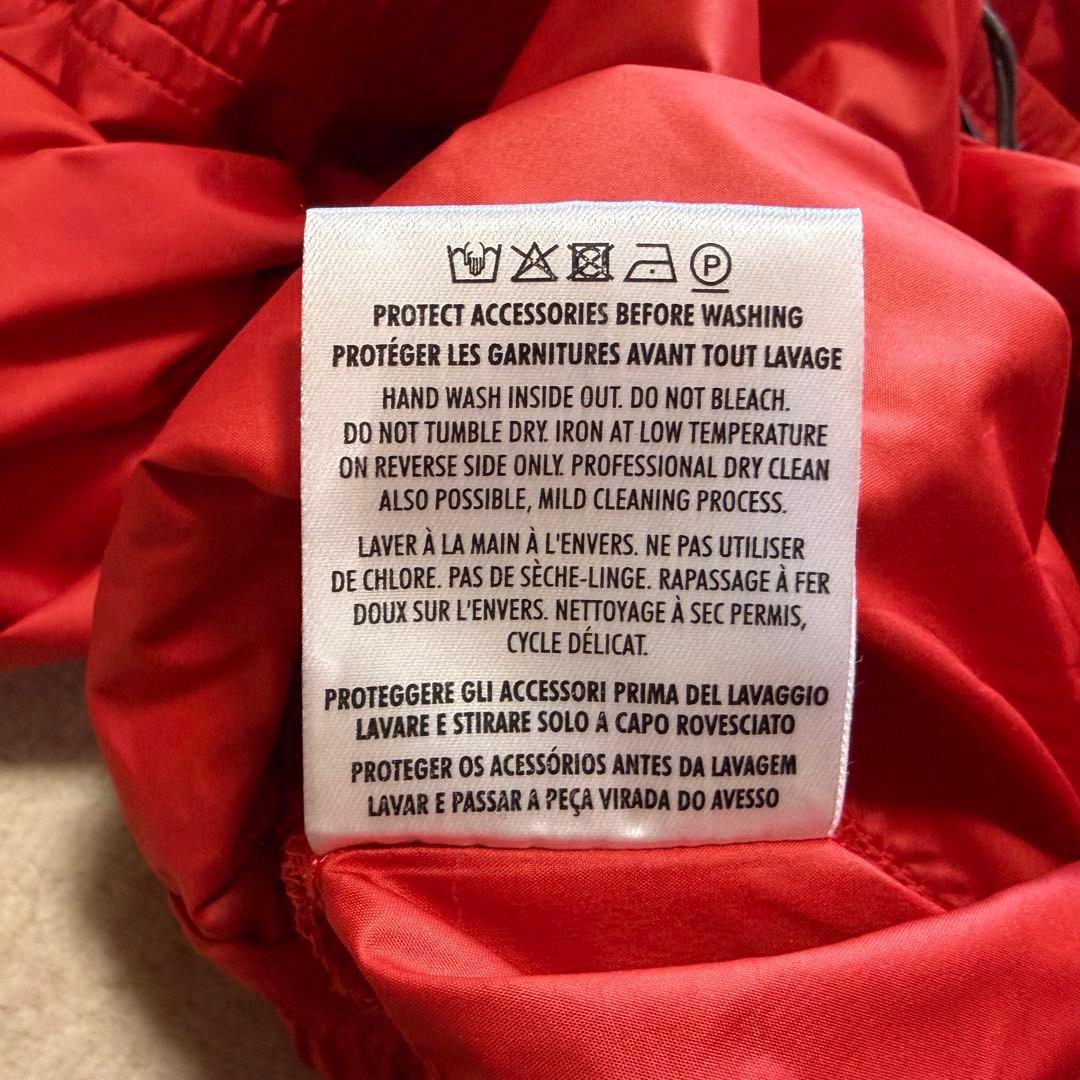 P
PROTECT ACCESSORIES BEFORE WASHING
PROTÉGER LES GARNITURES AVANT TOUT LAVAGE
HAND WASH INSIDE OUT. DO NOT BLEACH.
DO NOT TUMBLE DRY. IRON AT LOW TEMPERATURE
ON REVERSE SIDE ONLY. PROFESSIONAL DRY CLEAN
ALSO POSSIBLE, MILD CLEANING PROCESS.
LAVER À LA MAIN À L'ENVERS. NE PAS UTILISER
DE CHLORE. PAS DE SÈCHE-LINGE. RAPASSAGE À FER
DOUX SUR L'ENVERS. NETTOYAGE À SEC PERMIS,
CYCLE DÉLICAT.
PROTEGGERE GLI ACCESSORI PRIMA DEL LAVAGGIO
LAVARE E STIRARE SOLO A CAPO ROVESCIATO
PROTEGER OS ACESSÓRIOS ANTES DA LAVAGEM
LAVAR E PASSAR A PEÇA VIRADA DO AVESSO